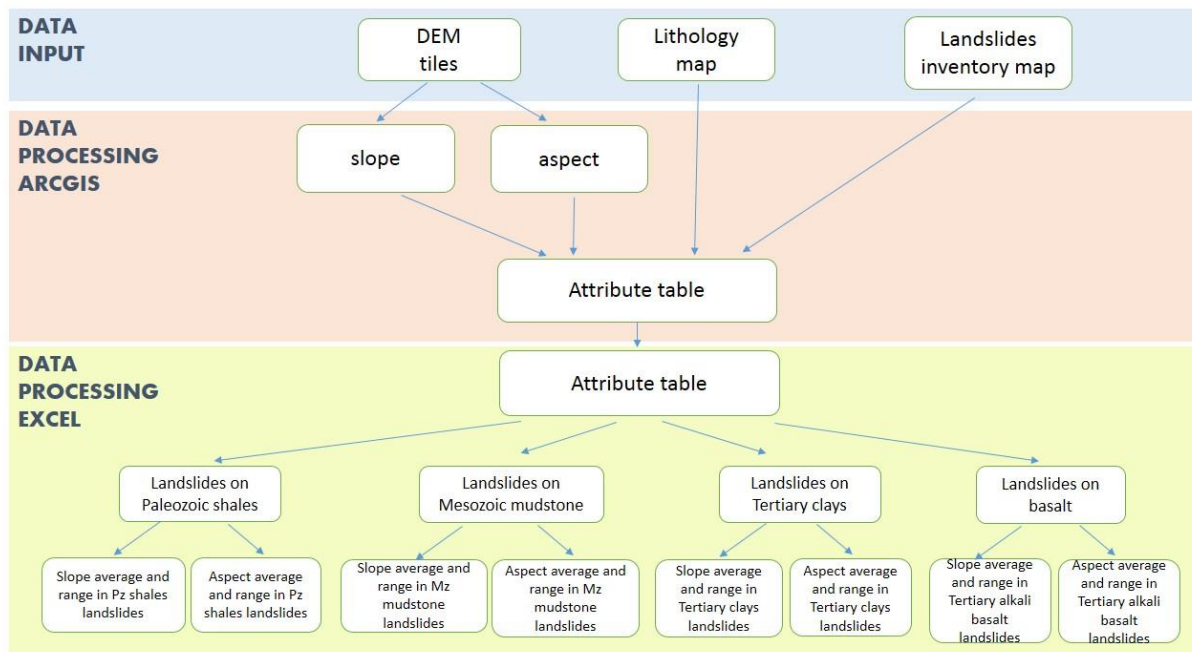 DATA
INPUT
DEM
tiles
Lithology
map
Landslides
inventory map
DATA
PROCESSING
ARCGIS
slope
aspect
Attribute table
DATA
PROCESSING
EXCEL
Attribute table
Landslides on
Paleozoic shales
Landslides on
Mesozoic mudstone
Landslides on
Tertiary clays
Landslides on
basalt
Slope average and
range in Pz shales
landslides
Aspect average
and range in Pz
shales landslides
Slope average and
range in Mz
mudstone
landslides
Aspect average and
range in Mz
mudstone
landslides
Slope average
and range in
Tertiary clays
landslides
Aspect average
and range in
Tertiary clays
landslides
Slope average
and range in
Tertiary alkali
basalt
landslides
Aspect average
and range in
Tertiary alkali
basalt
landslides